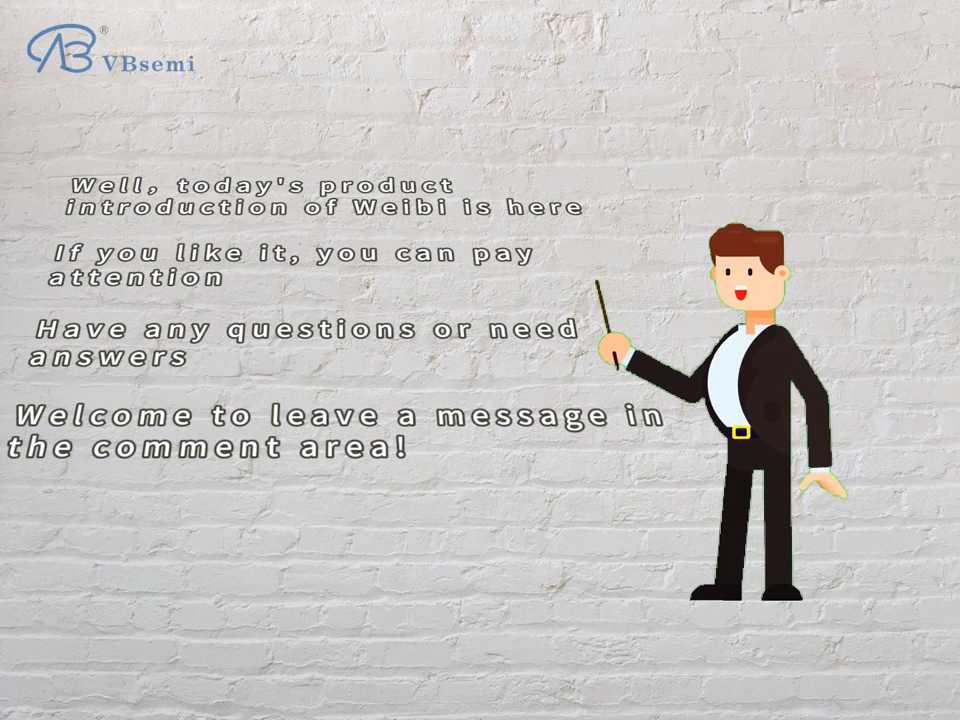 VBsemi
Well, today's product
introduction of Weibi is here
If you like it, you can pay
attention
Have any questions or need
answers
Welcome to leave a message in
the comment area!